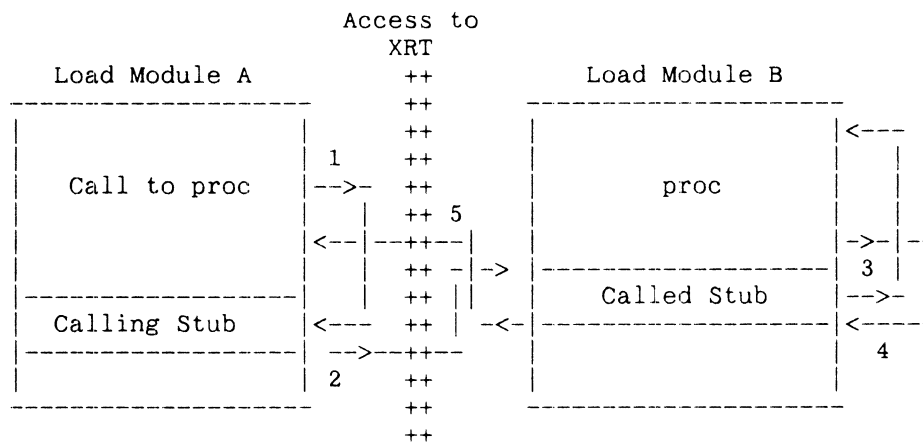 Access to
XRT
Load Module A
Load Module B
1
Call to proc
proc
5
3
Called Stub
Calling Stub
2
4